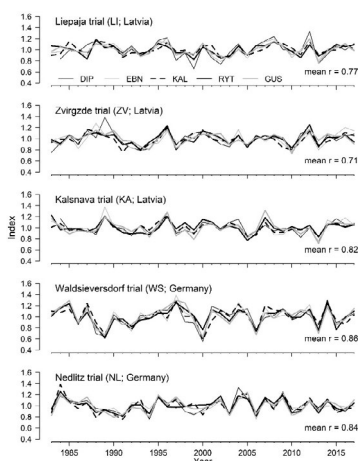 Liepaja trial (LI; Latvia)
1.6
1.4
1.2
1.0
0.8
0.6
0.4
DIP EBN KAL RYT GUS
mean r = 0.77
Zvirgzde trial (ZV; Latvia)
1.6
1.4
1.2
1.0
0.8
0.6
0.4
mean r = 0.71
Kalsnava trial (KA; Latvia)
1.6
1.4
1.2
1.0
0.8
0.6
0.4
mean r = 0.82
Index
Waldsieversdorf trial (WS; Germany)
1.6
1.4
1.2
1.0
0.8
0.6
0.4
mean r = 0.86
Nedlitz trial (NL; Germany)
1.6
1.4
1.2
1.0
0.8
0.6
0.4
mean r = 0.84
1985 1990 1995 2000 2005 2010 2015